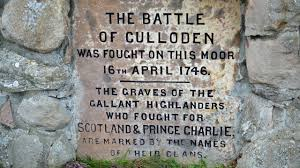 THE BATTLE
OF CULLODEN
WAS FOUGHT ON THIS MOOR
16TH APRIL 1746.
THE GRAVES OF THE
GALLANT HIGHLANDERS
WHO FOUGHT FOR
SCOTLAND & PRINCE CHARLIE,
ARE MARKED BY THE NAMES
OF THEIR CLANS.